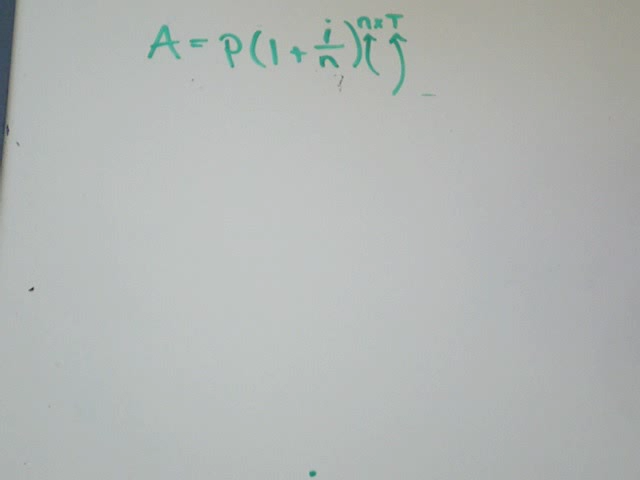 A = P(1 + i/n)^n×T